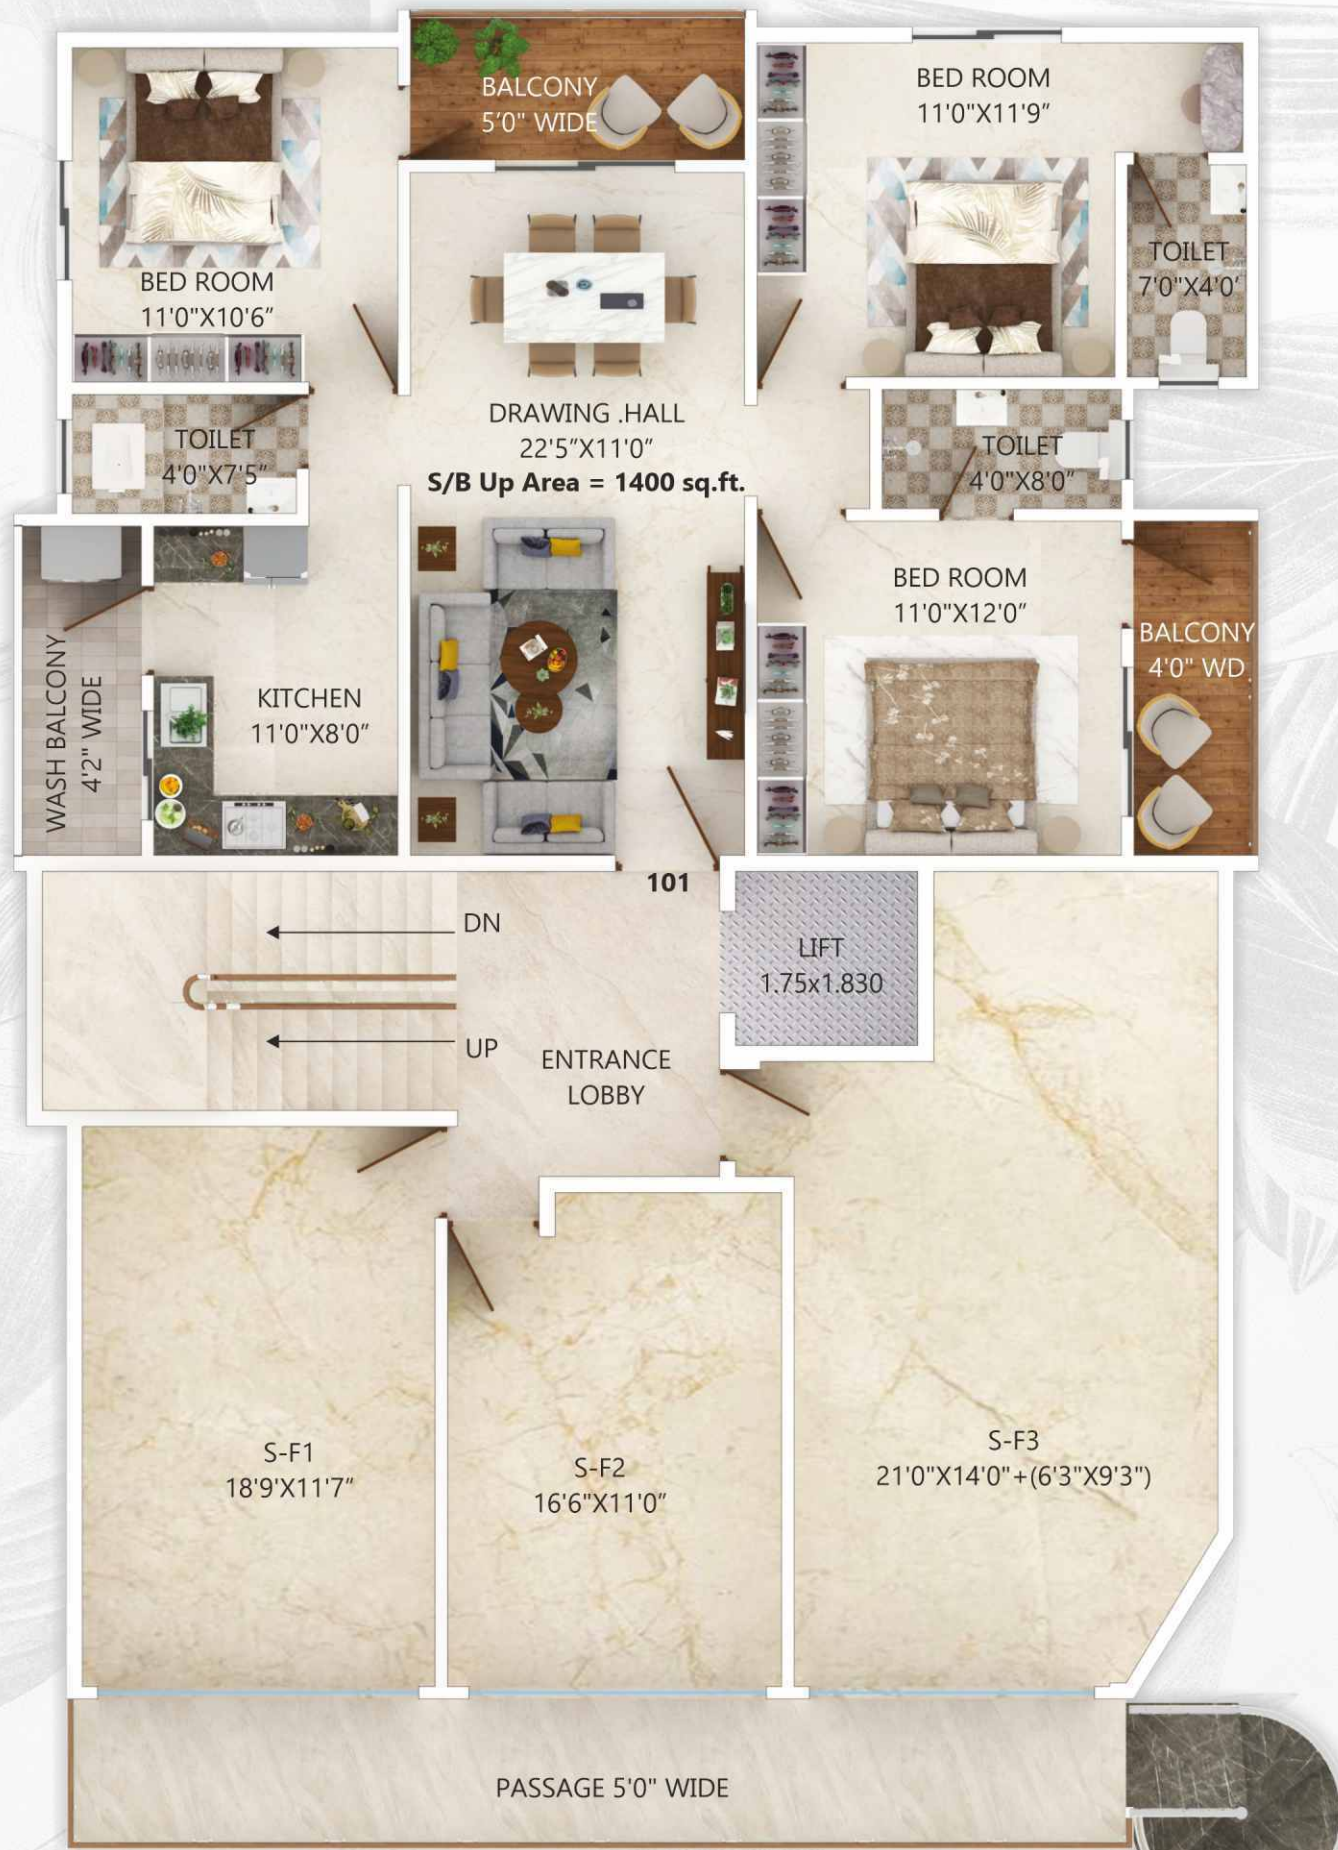 BALCONY
5'0" WIDE
BED ROOM
11'0"X11'9"
TOILET
7'0"X4'0'
BED ROOM
11'0"X10'6"
DRAWING .HALL
22'5"X11'0"
S/B Up Area = 1400 sq.ft.
TOILET
4'0"X7'5"
TOILET
4'0"X8'0"
BED ROOM
11'0"X12'0"
BALCONY
4'0" WD.
WASH BALCONY
4'2" WIDE
KITCHEN
11'0"X8'0"
101
DN
LIFT
1.75x1.830
UP
ENTRANCE
LOBBY
S-F1
18'9'X11'7"
S-F2
16'6"X11'0"
S-F3
21'0"X14'0"+(6'3"X9'3")
PASSAGE 5'0" WIDE